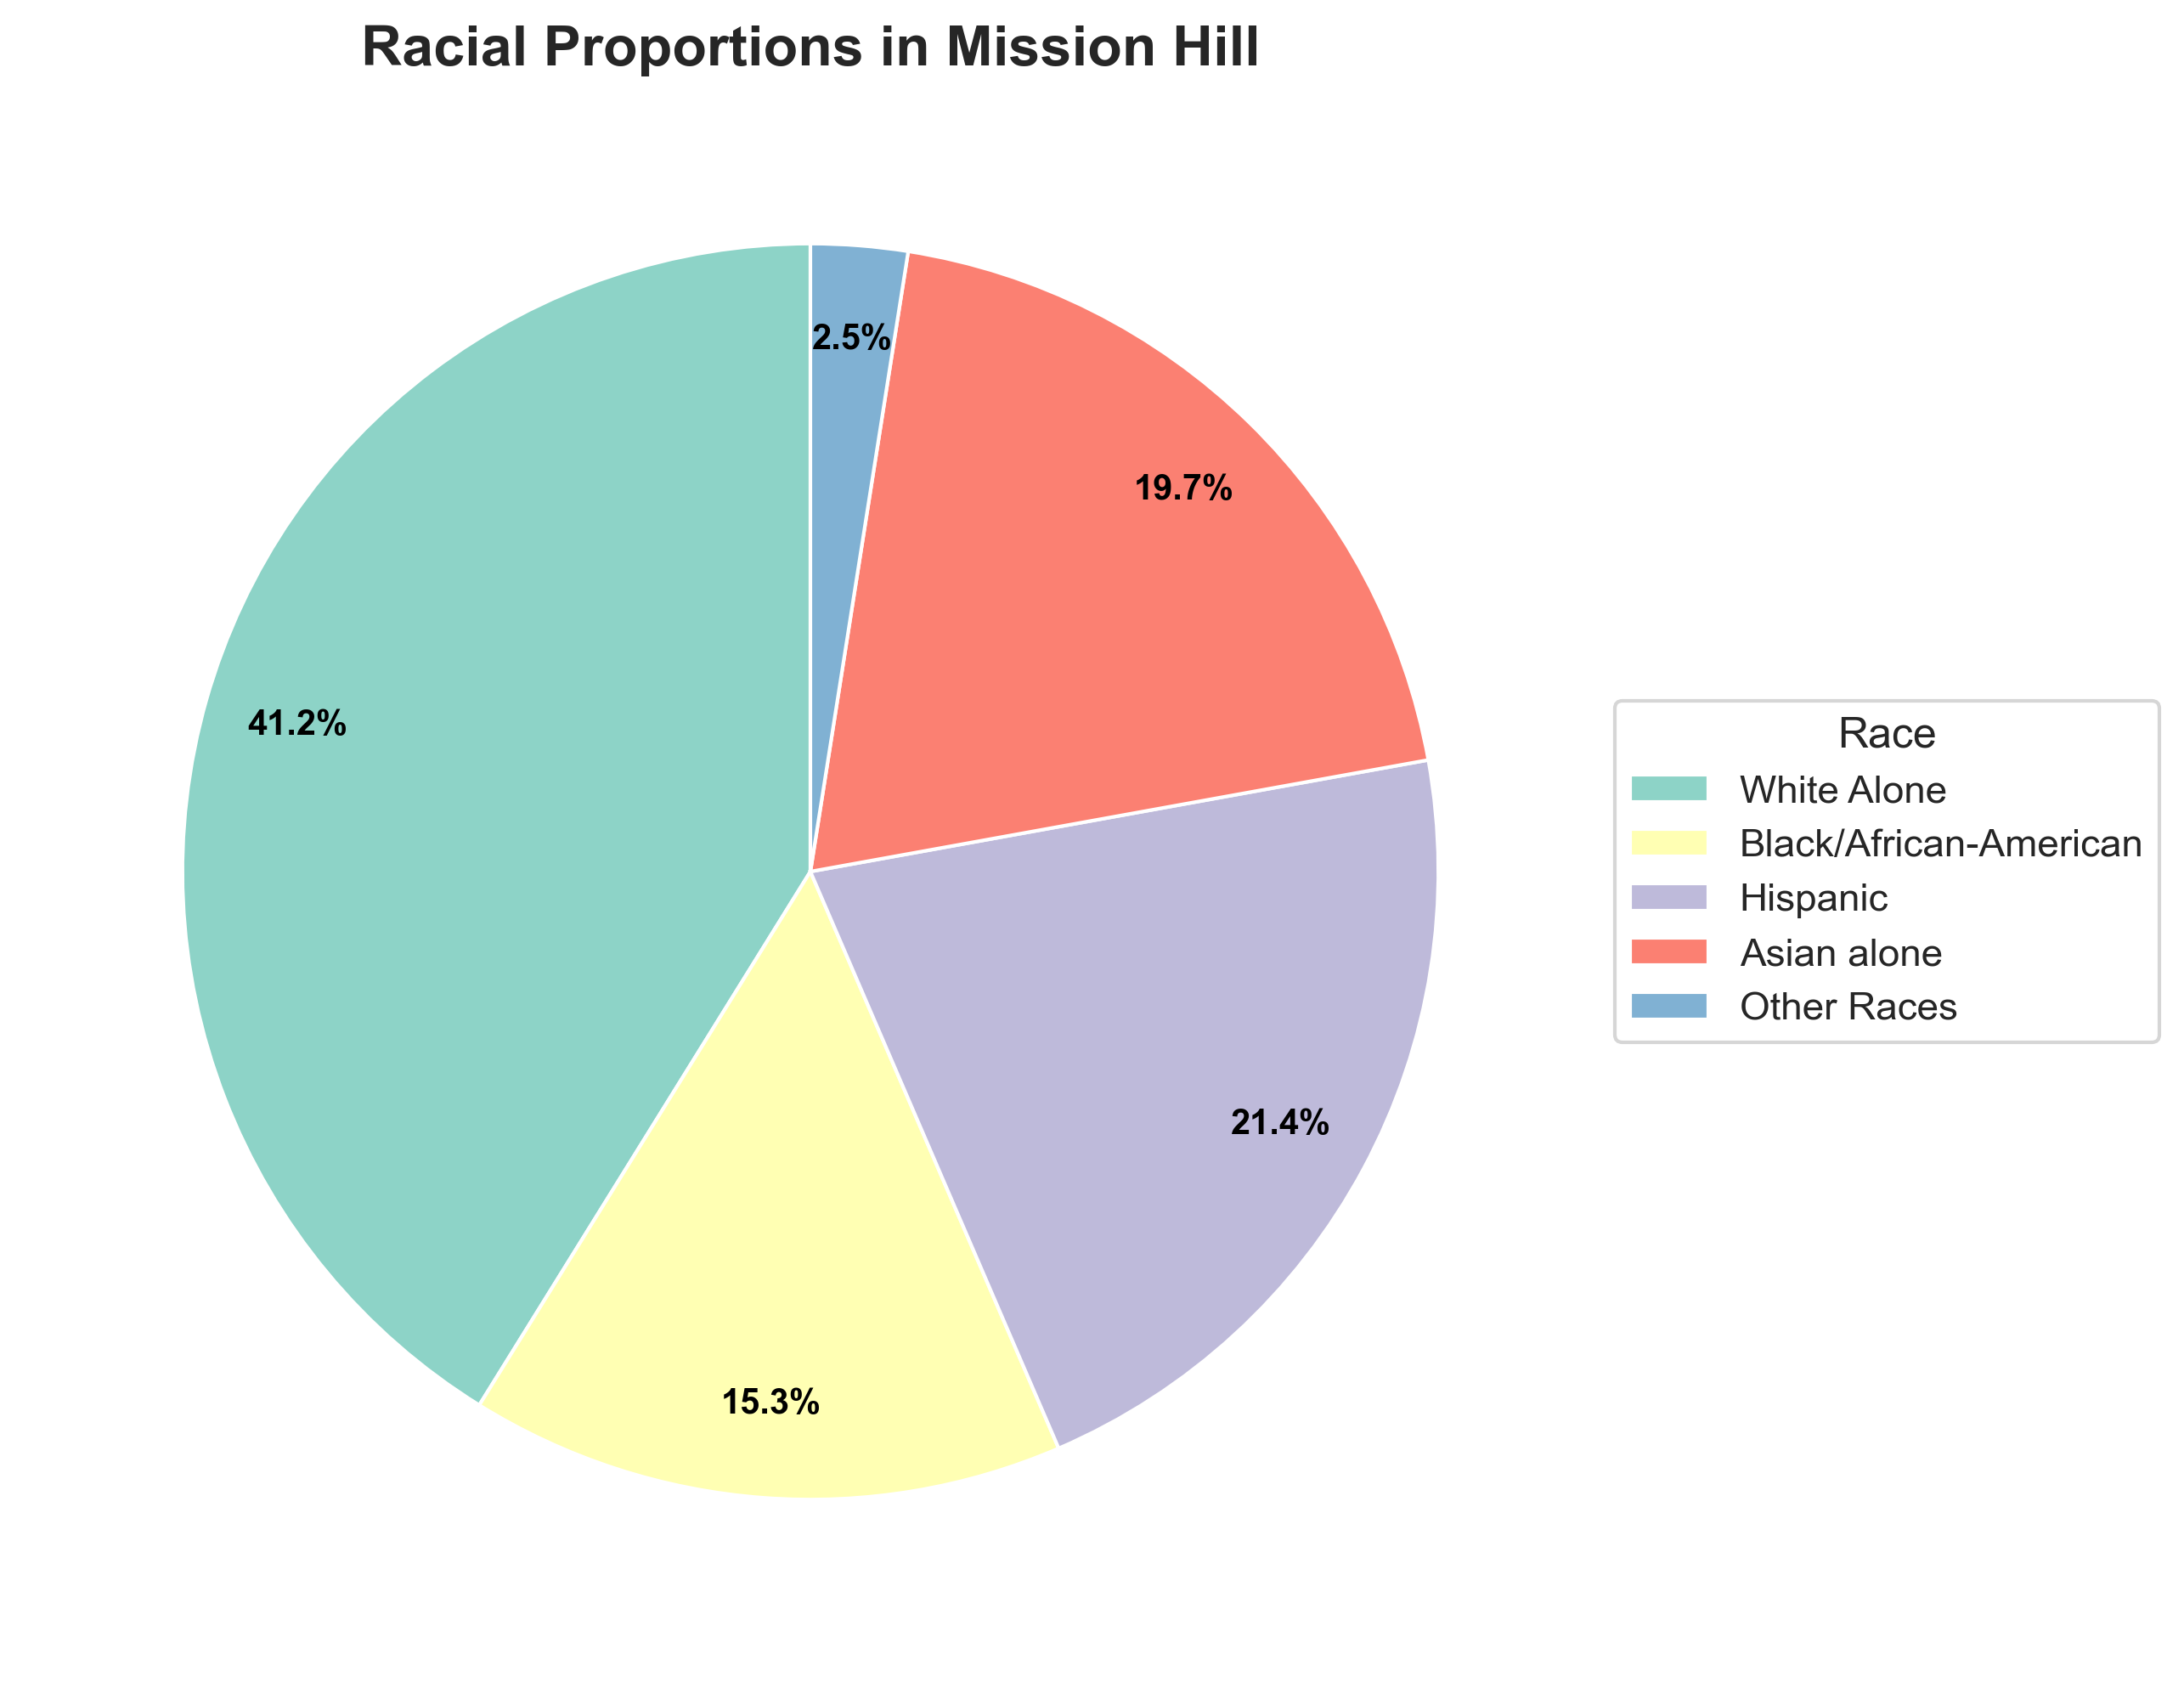 Racial Proportions in Mission Hill
2.5%
19.7%
41.2%
21.4%
15.3%
Race
White Alone
Black/African-American
Hispanic
Asian alone
Other Races